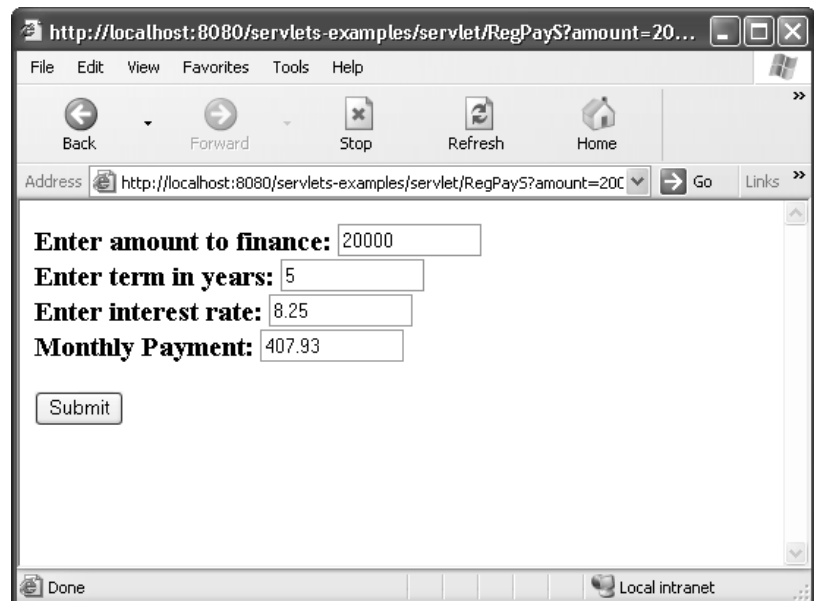 http://localhost:8080/servlets-examples/servlet/RegPayS?amount=20...
File Edit View Favorites Tools Help
Back Forward Stop Refresh Home »
Address http://localhost:8080/servlets-examples/servlet/RegPayS?amount=200 Go Links »
Enter amount to finance: 20000
Enter term in years: 5
Enter interest rate: 8.25
Monthly Payment: 407.93
Submit
Done Local intranet